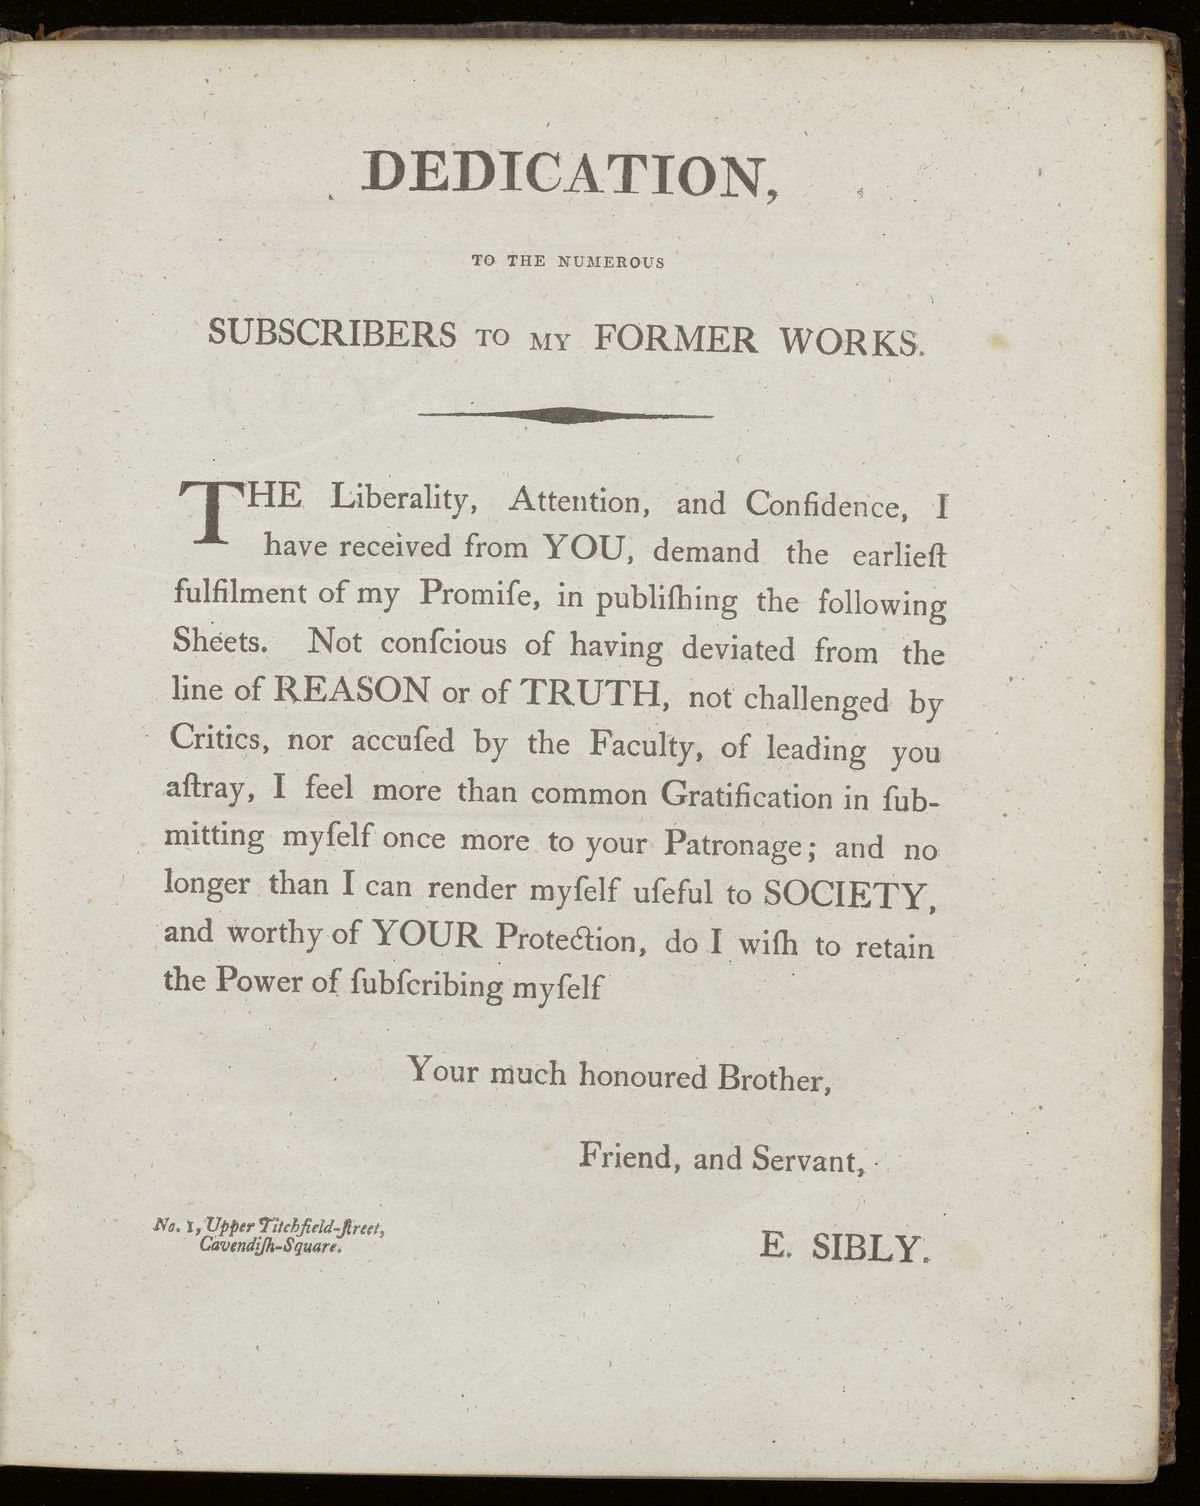 DEDICATION,
TO THE NUMEROUS
SUBSCRIBERS TO MY FORMER WORKS.
THE Liberality, Attention, and Confidence, I
have received from YOU, demand the earlieſt
fulfilment of my Promiſe, in publiſhing the following
Sheets. Not conſcious of having deviated from the
line of REASON or of TRUTH, not challenged by
Critics, nor accuſed by the Faculty, of leading you
aſtray, I feel more than common Gratification in ſub-
mitting myſelf once more to your Patronage; and no
longer than I can render myſelf uſeful to SOCIETY,
and worthy of YOUR Protection, do I wiſh to retain
the Power of ſubſcribing myſelf
Your much honoured Brother,
Friend, and Servant,
No. 1, Upper Titchfield-ſtreet,
Cavendiſh-Square.
E. SIBLY.